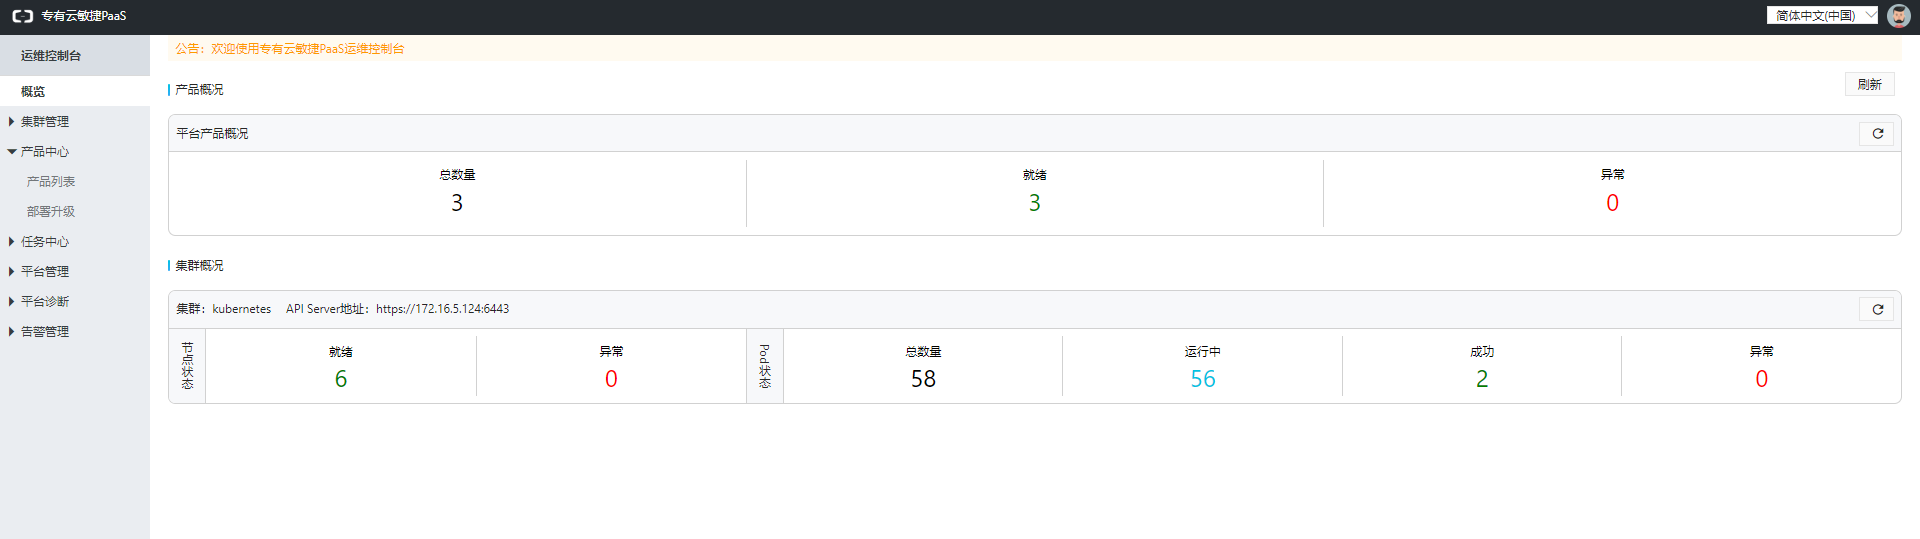 专有云敏捷PaaS
简体中文(中国)
运维控制台
概览
集群管理
产品中心
产品列表
部署升级
任务中心
平台管理
平台诊断
告警管理
公告：欢迎使用专有云敏捷PaaS运维控制台
产品概况
刷新
平台产品概况
总数量 就绪 异常
3 3 0
集群概况
集群：kubernetes API Server地址：https://172.16.5.124:6443
节点状态
就绪 异常
6 0
Pod状态
总数量 运行中 成功 异常
58 56 2 0